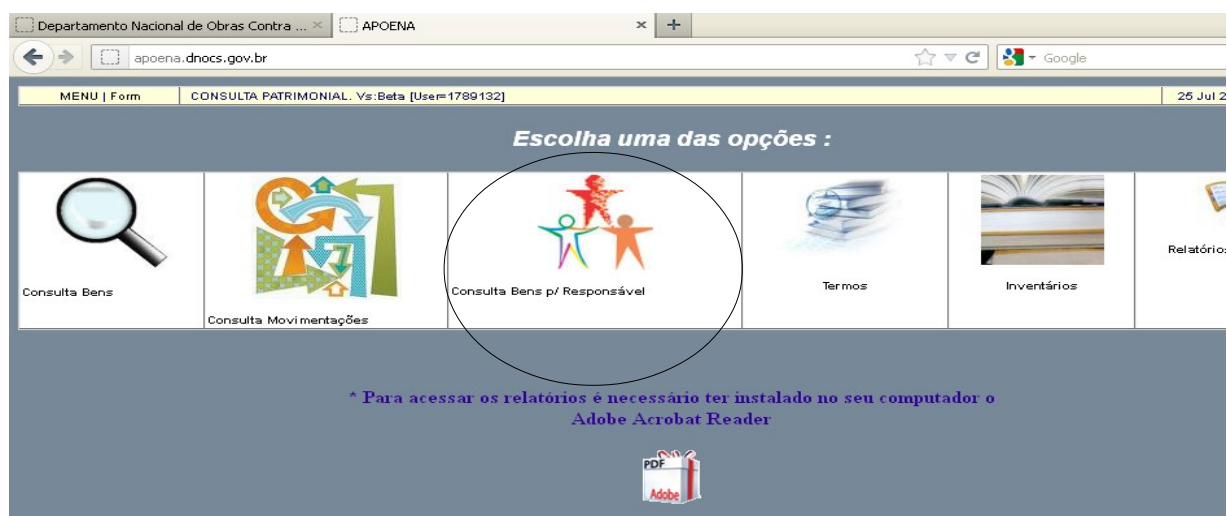 Departamento Nacional de Obras Contra ...
APOENA
apoena.dnocs.gov.br
Google
MENU | Form
CONSULTA PATRIMONIAL. Vs:Beta [User=1789132]
25 Jul 2
Escolha uma das opções :
Consulta Bens
Consulta Movimentações
Consulta Bens p/ Responsável
Termos
Inventários
Relatórios
* Para acessar os relatórios é necessário ter instalado no seu computador o
Adobe Acrobat Reader
PDF
Adobe